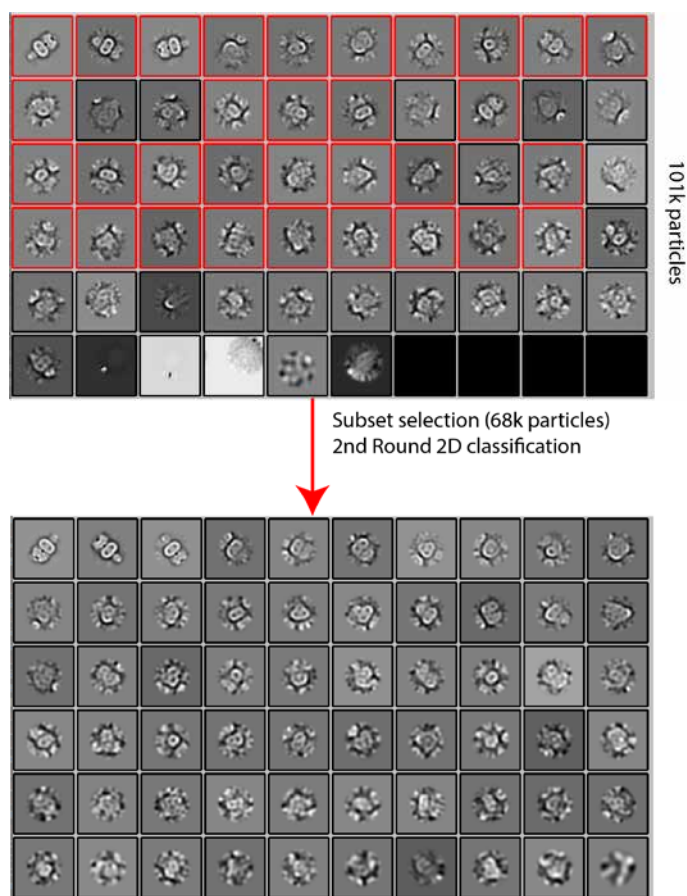 101k particles
Subset selection (68k particles)
2nd Round 2D classification